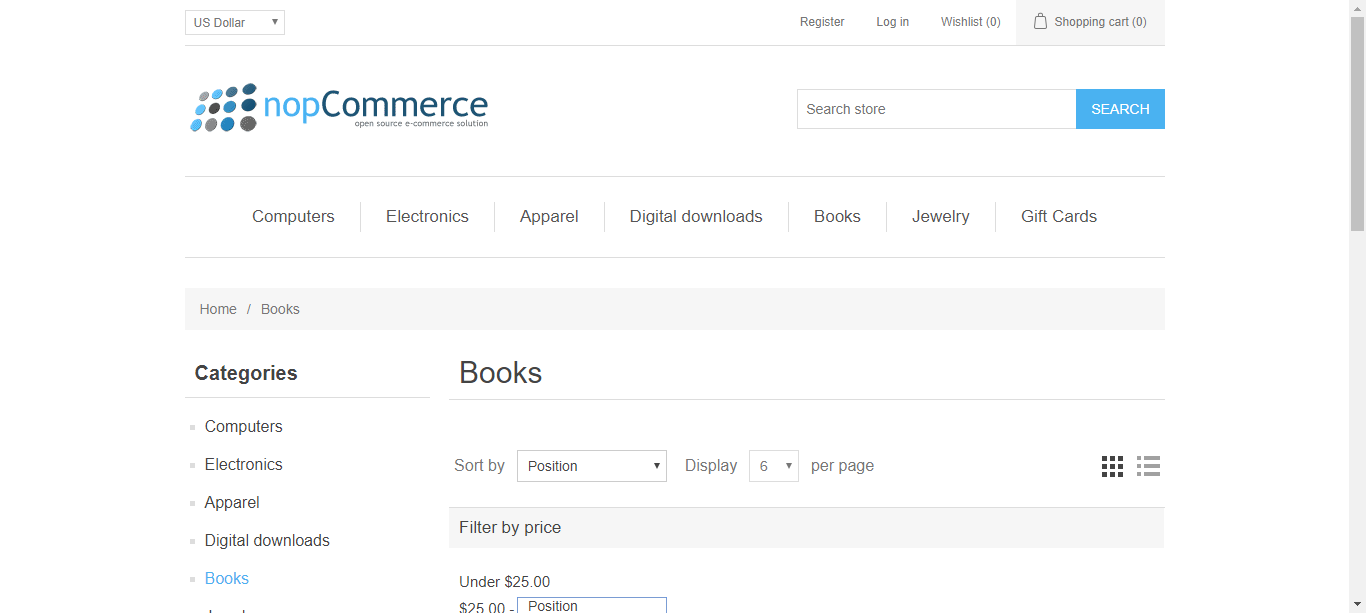 US Dollar
Register
Log in
Wishlist (0)
Shopping cart (0)
nopCommerce
open source e-commerce solution
Search store
SEARCH
Computers
Electronics
Apparel
Digital downloads
Books
Jewelry
Gift Cards
Home / Books
Categories
Computers
Electronics
Apparel
Digital downloads
Books
Books
Sort by Position Display 6 per page
Filter by price
Under $25.00
$25.00 -
Position